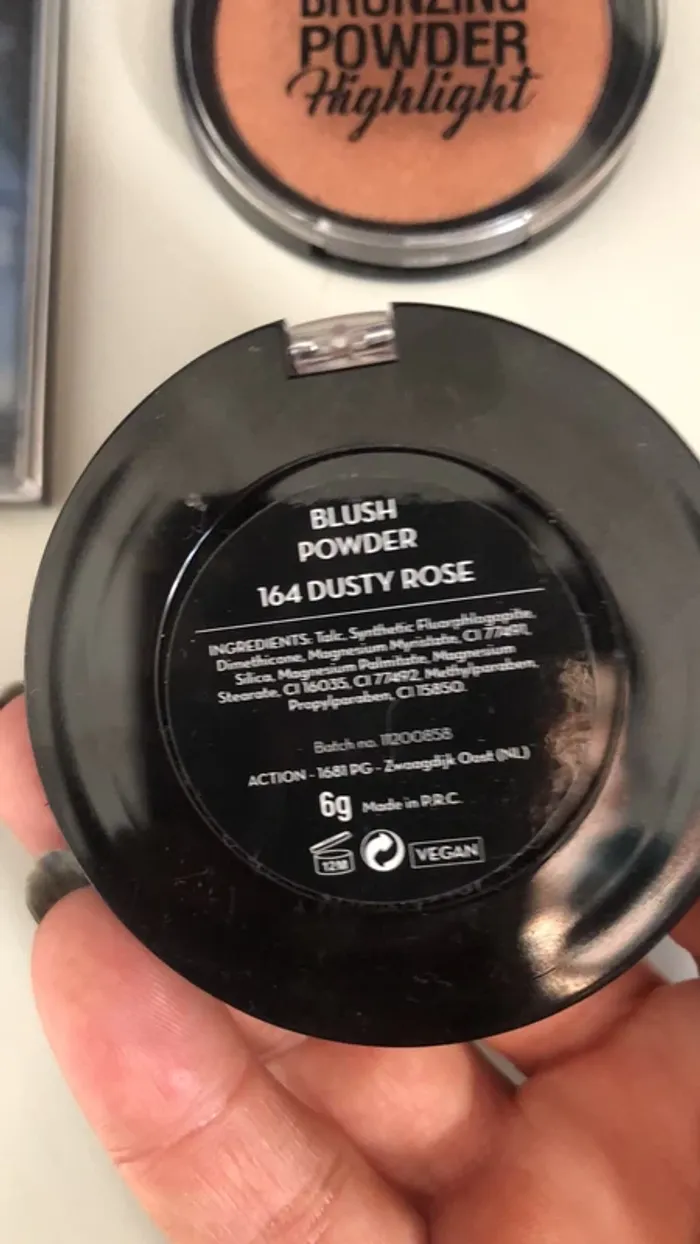 BRONZING
POWDER
Highlight
BLUSH
POWDER
164 DUSTY ROSE
INGREDIENTS: Talc, Synthetic Fluorphlogopite,
Dimethicone, Magnesium Myristate, CI 77491,
Silica, Magnesium Palmitate, Magnesium
Stearate, CI 16035, CI 77492, Methylparaben,
Propylparaben, CI 15850.
Batch no. 11200858
ACTION - 1681 PG - Zwaagdijk Oost (NL)
6g Made in P.R.C.
12M
VEGAN